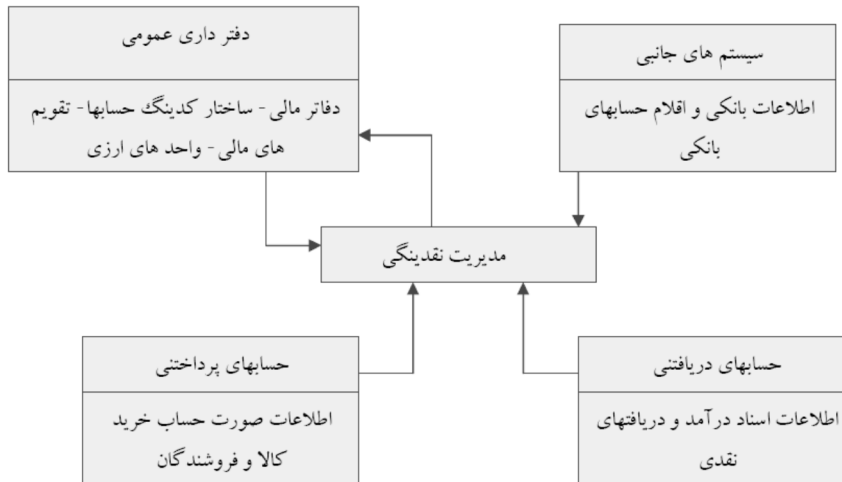 دفتر داری عمومی
دفاتر مالی - ساختار کدینگ حسابها - تقویم
های مالی - واحد های ارزی
سیستم های جانبی
اطلاعات بانکی و اقلام حسابهای
بانکی
مدیریت نقدینگی
حسابهای دریافتنی
اطلاعات اسناد درآمد و دریافتهای
نقدی
حسابهای پرداختنی
اطلاعات صورت حساب خرید
کالا و فروشندگان